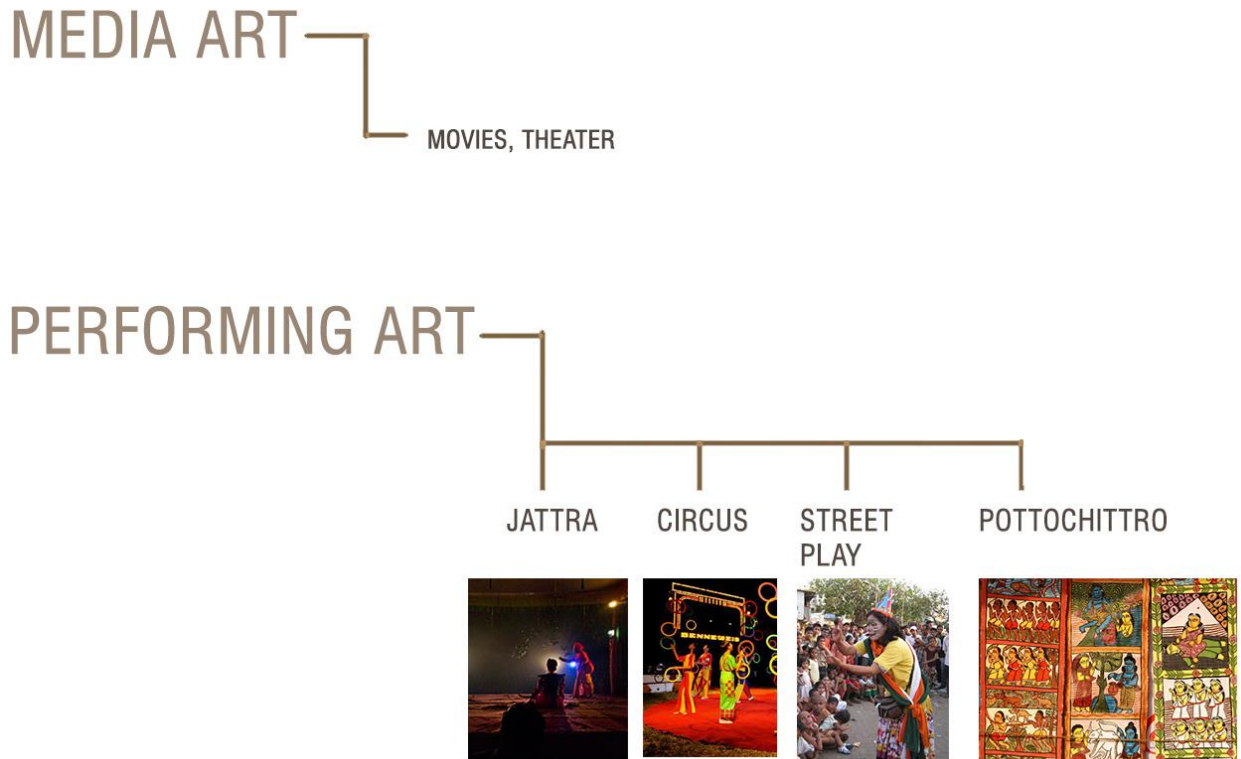 MEDIA ART
MOVIES, THEATER
PERFORMING ART
JATTRA
CIRCUS
STREET
PLAY
POTTOCHITTRO